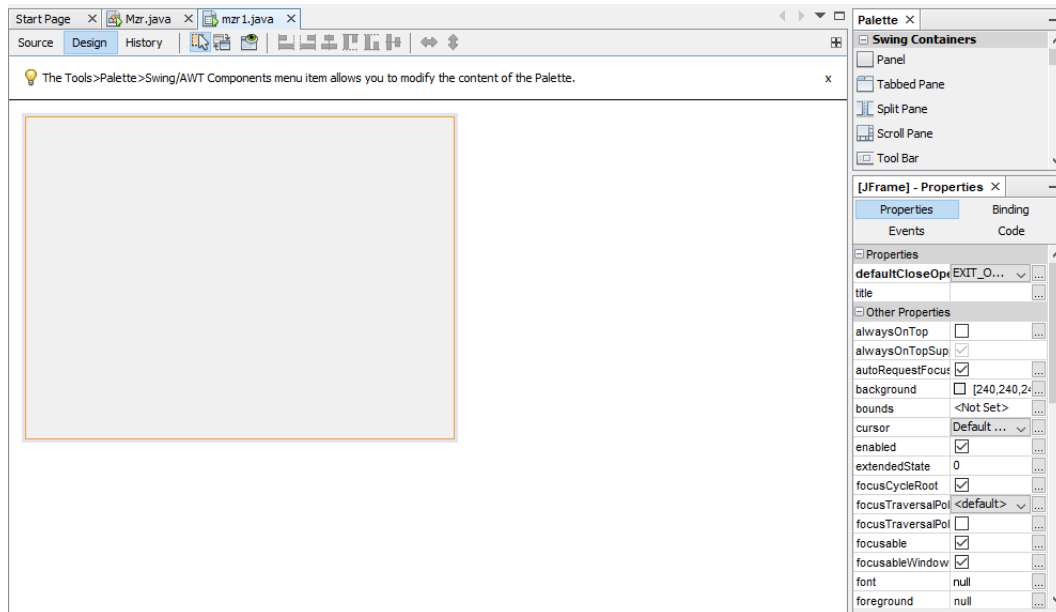 Start Page
Mzr.java
mzr1.java
Source Design History
The Tools>Palette>Swing/AWT Components menu item allows you to modify the content of the Palette.
x
Palette
Swing Containers
Panel
Tabbed Pane
Split Pane
Scroll Pane
Tool Bar
[JFrame] - Properties
Properties Binding
Events Code
Properties
defaultCloseOpe EXIT_O... ...
title ...
Other Properties
alwaysOnTop ...
alwaysOnTopSup
autoRequestFocus ...
background [240,240,24 ...
bounds <Not Set> ...
cursor Default ... ...
enabled ...
extendedState 0 ...
focusCycleRoot ...
focusTraversalPol <default> ...
focusTraversalPol ...
focusable ...
focusableWindow ...
font null ...
foreground null ...